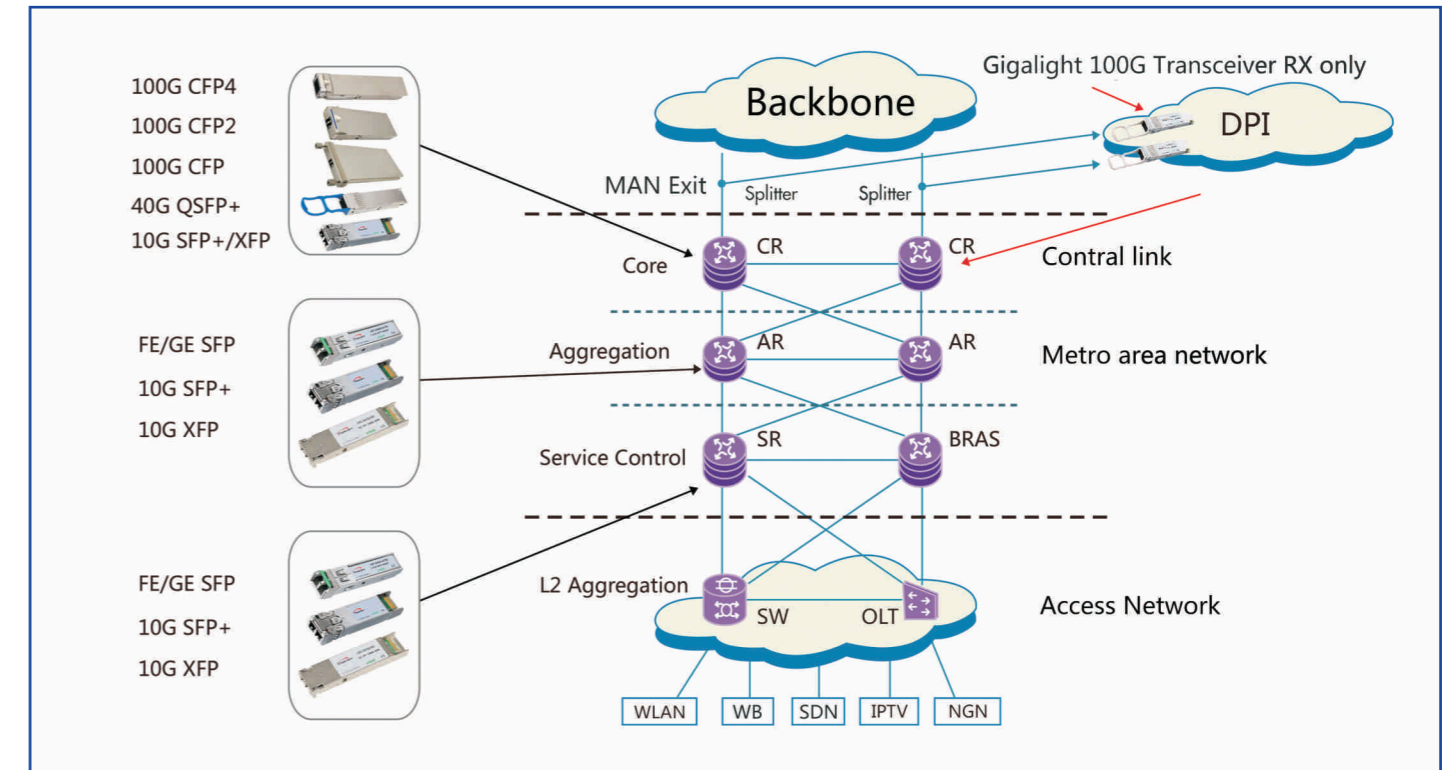 Gigalight 100G Transceiver RX only
Backbone
DPI
100G CFP4
100G CFP2
100G CFP
40G QSFP+
10G SFP+/XFP
MAN Exit
Splitter
Splitter
Core
CR
CR
Contral link
FE/GE SFP
10G SFP+
10G XFP
Aggregation
AR
AR
Metro area network
Service Control
SR
BRAS
FE/GE SFP
10G SFP+
10G XFP
L2 Aggregation
SW
OLT
Access Network
WLAN
WB
SDN
IPTV
NGN